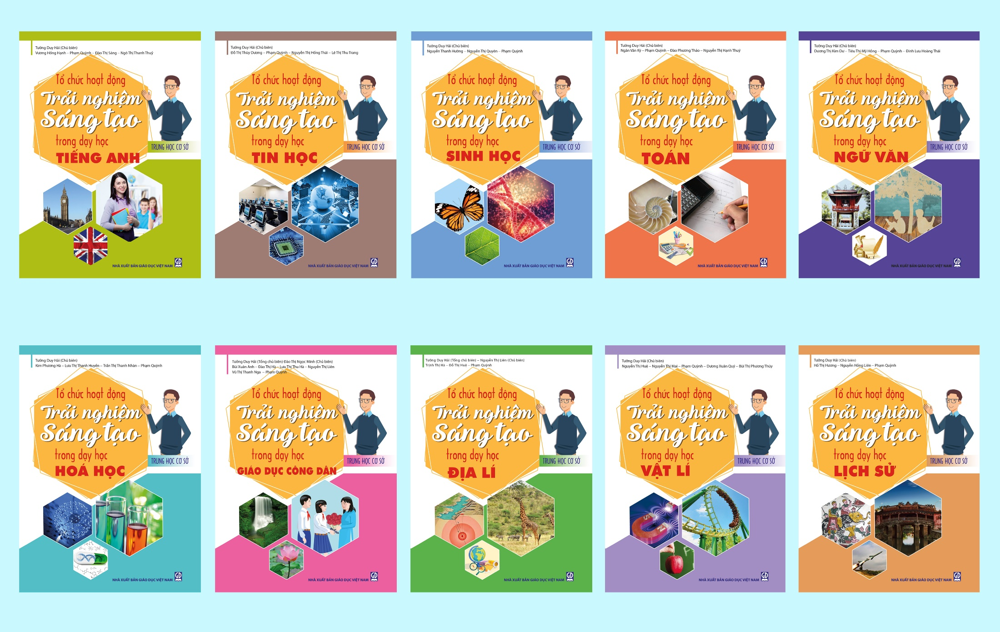 Tưởng Duy Hải (Chủ biên)
Vương Hồng Hạnh – Phạm Quỳnh – Đào Thị Sáng – Ngô Thị Thanh Thuý
Tổ chức hoạt động
Trải nghiệm
Sáng tạo
trong dạy học
TIẾNG ANH
TRUNG HỌC CƠ SỞ
NHÀ XUẤT BẢN GIÁO DỤC VIỆT NAM
GD
Tưởng Duy Hải (Chủ biên)
Đỗ Thị Thùy Dương – Phạm Quỳnh – Nguyễn Thị Hồng Thái – Lê Thị Thu Trang
Tổ chức hoạt động
Trải nghiệm
Sáng tạo
trong dạy học
TIN HỌC
TRUNG HỌC CƠ SỞ
NHÀ XUẤT BẢN GIÁO DỤC VIỆT NAM
GD
Tưởng Duy Hải (Chủ biên)
Nguyễn Thanh Hường – Nguyễn Thị Quyên – Phạm Quỳnh
Tổ chức hoạt động
Trải nghiệm
Sáng tạo
trong dạy học
SINH HỌC
TRUNG HỌC CƠ SỞ
NHÀ XUẤT BẢN GIÁO DỤC VIỆT NAM
GD
Tưởng Duy Hải (Chủ biên)
Ngân Văn Kỳ – Phạm Quỳnh – Đào Phương Thảo – Nguyễn Thị Hạnh Thuý
Tổ chức hoạt động
Trải nghiệm
Sáng tạo
trong dạy học
TOÁN
TRUNG HỌC CƠ SỞ
NHÀ XUẤT BẢN GIÁO DỤC VIỆT NAM
GD
Tưởng Duy Hải (Chủ biên)
Dương Thị Kim Dư – Tiêu Thị Mỹ Hồng – Phạm Quỳnh – Đinh Lưu Hoàng Thái
Tổ chức hoạt động
Trải nghiệm
Sáng tạo
trong dạy học
NGỮ VĂN
TRUNG HỌC CƠ SỞ
NHÀ XUẤT BẢN GIÁO DỤC VIỆT NAM
GD
Tưởng Duy Hải (Chủ biên)
Kim Phương Hà – Lưu Thị Thanh Huyền – Trần Thị Thanh Nhàn – Phạm Quỳnh
Tổ chức hoạt động
Trải nghiệm
Sáng tạo
trong dạy học
HOÁ HỌC
TRUNG HỌC CƠ SỞ
NHÀ XUẤT BẢN GIÁO DỤC VIỆT NAM
GD
Tưởng Duy Hải (Tổng chủ biên) Đào Thị Ngọc Minh (Chủ biên)
Bùi Xuân Anh – Đào Thị Hà – Lưu Thị Thu Hà – Nguyễn Thị Liên
Vũ Thị Thanh Nga – Phạm Quỳnh
Tổ chức hoạt động
Trải nghiệm
Sáng tạo
trong dạy học
GIÁO DỤC CÔNG DÂN
TRUNG HỌC CƠ SỞ
NHÀ XUẤT BẢN GIÁO DỤC VIỆT NAM
GD
Tưởng Duy Hải (Tổng chủ biên) – Nguyễn Thị Liên (Chủ biên)
Trịnh Thị Hà – Đỗ Thị Huệ – Phạm Quỳnh
Tổ chức hoạt động
Trải nghiệm
Sáng tạo
trong dạy học
ĐỊA LÍ
TRUNG HỌC CƠ SỞ
NHÀ XUẤT BẢN GIÁO DỤC VIỆT NAM
GD
Tưởng Duy Hải (Chủ biên)
Nguyễn Thị Huệ – Nguyễn Thị Mai – Phạm Quỳnh – Dương Xuân Quý – Bùi Thị Phương Thúy
Tổ chức hoạt động
Trải nghiệm
Sáng tạo
trong dạy học
VẬT LÍ
TRUNG HỌC CƠ SỞ
S
N
F
NHÀ XUẤT BẢN GIÁO DỤC VIỆT NAM
GD
Tưởng Duy Hải (Chủ biên)
Hồ Thị Hương – Nguyễn Hồng Liên – Phạm Quỳnh
Tổ chức hoạt động
Trải nghiệm
Sáng tạo
trong dạy học
LỊCH SỬ
TRUNG HỌC CƠ SỞ
NHÀ XUẤT BẢN GIÁO DỤC VIỆT NAM
GD